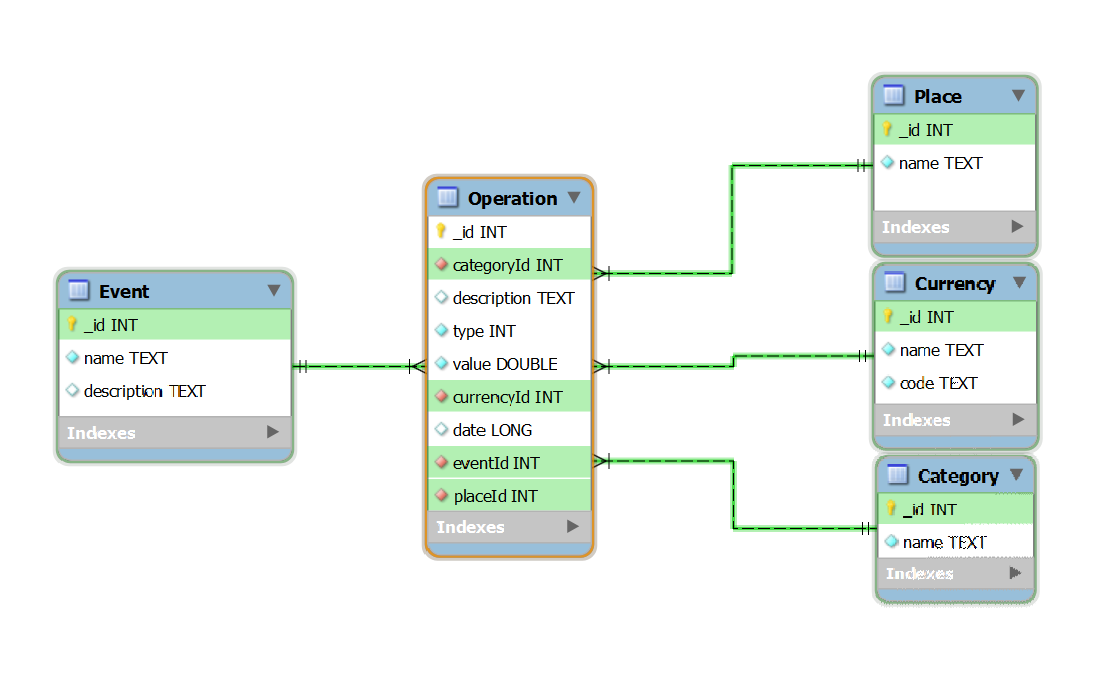 Event
_id INT
name TEXT
description TEXT
Indexes
Operation
_id INT
categoryId INT
description TEXT
type INT
value DOUBLE
currencyId INT
date LONG
eventId INT
placeId INT
Indexes
Place
_id INT
name TEXT
Indexes
Currency
_id INT
name TEXT
code TEXT
Indexes
Category
_id INT
name TEXT
Indexes